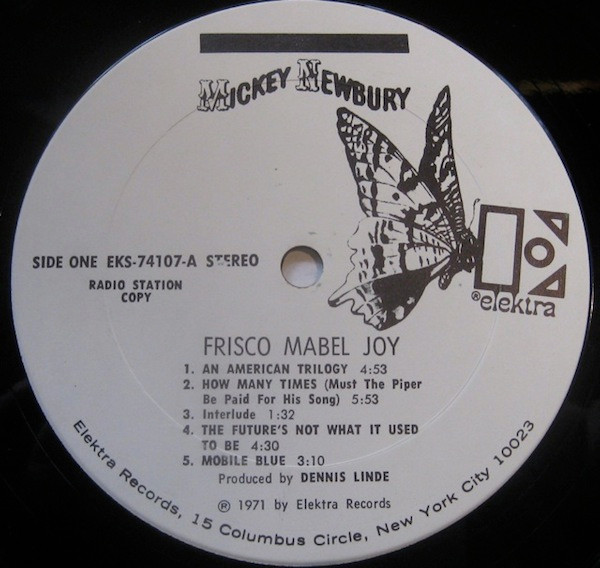 MICKEY NEWBURY
SIDE ONE EKS-74107-A STEREO
RADIO STATION
COPY
® elektra
FRISCO MABEL JOY
1. AN AMERICAN TRILOGY 4:53
2. HOW MANY TIMES (Must The Piper
Be Paid For His Song) 5:53
3. Interlude 1:32
4. THE FUTURE'S NOT WHAT IT USED
TO BE 4:30
5. MOBILE BLUE 3:10
Produced by DENNIS LINDE
℗ 1971 by Elektra Records
Elektra Records, 15 Columbus Circle, New York City 10023